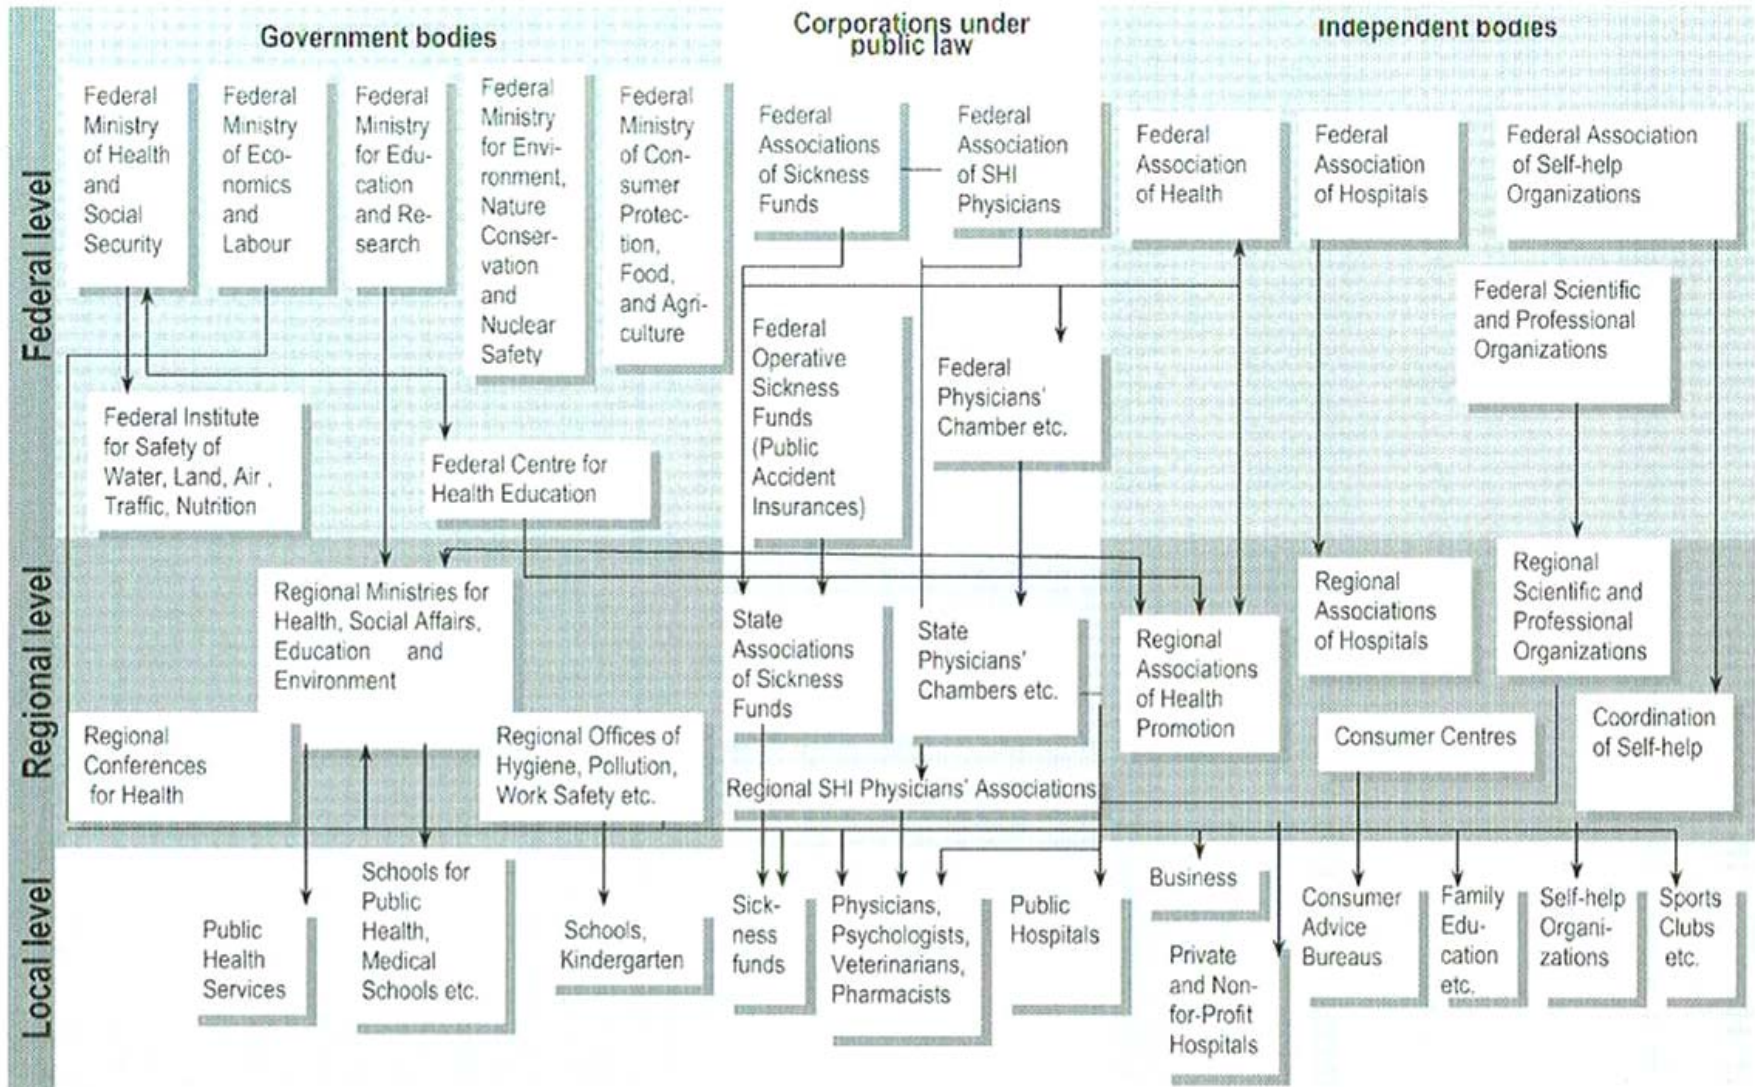 Government bodies
Corporations under
public law
Independent bodies
Federal level
Federal
Ministry
of Health
and
Social
Security
Federal
Ministry
of Eco-
nomics
and
Labour
Federal
Ministry
for Edu-
cation
and Re-
search
Federal
Ministry
for Envi-
ronment,
Nature
Conser-
vation
and
Nuclear
Safety
Federal
Ministry
of Con-
sumer
Protec-
tion,
Food,
and Agri-
culture
Federal
Associations
of Sickness
Funds
Federal
Association
of SHI
Physicians
Federal
Association
of Health
Federal
Association
of Hospitals
Federal Association
of Self-help
Organizations
Federal Scientific
and Professional
Organizations
Federal
Operative
Sickness
Funds
(Public
Accident
Insurances)
Federal
Physicians'
Chamber etc.
Federal Institute
for Safety of
Water, Land, Air ,
Traffic, Nutrition
Federal Centre for
Health Education
Regional level
Regional Ministries for
Health, Social Affairs,
Education and
Environment
State
Associations
of Sickness
Funds
State
Physicians'
Chambers etc.
Regional
Associations
of Health
Promotion
Regional
Associations
of Hospitals
Regional
Scientific and
Professional
Organizations
Regional
Conferences
for Health
Regional Offices of
Hygiene, Pollution,
Work Safety etc.
Regional SHI Physicians' Associations
Consumer Centres
Coordination
of Self-help
Local level
Public
Health
Services
Schools for
Public
Health,
Medical
Schools etc.
Schools,
Kindergarten
Sick-
ness
funds
Physicians,
Psychologists,
Veterinarians,
Pharmacists
Public
Hospitals
Business
Private
and Non-
for-Profit
Hospitals
Consumer
Advice
Bureaus
Family
Edu-
cation
etc.
Self-help
Organi-
zations
Sports
Clubs
etc.